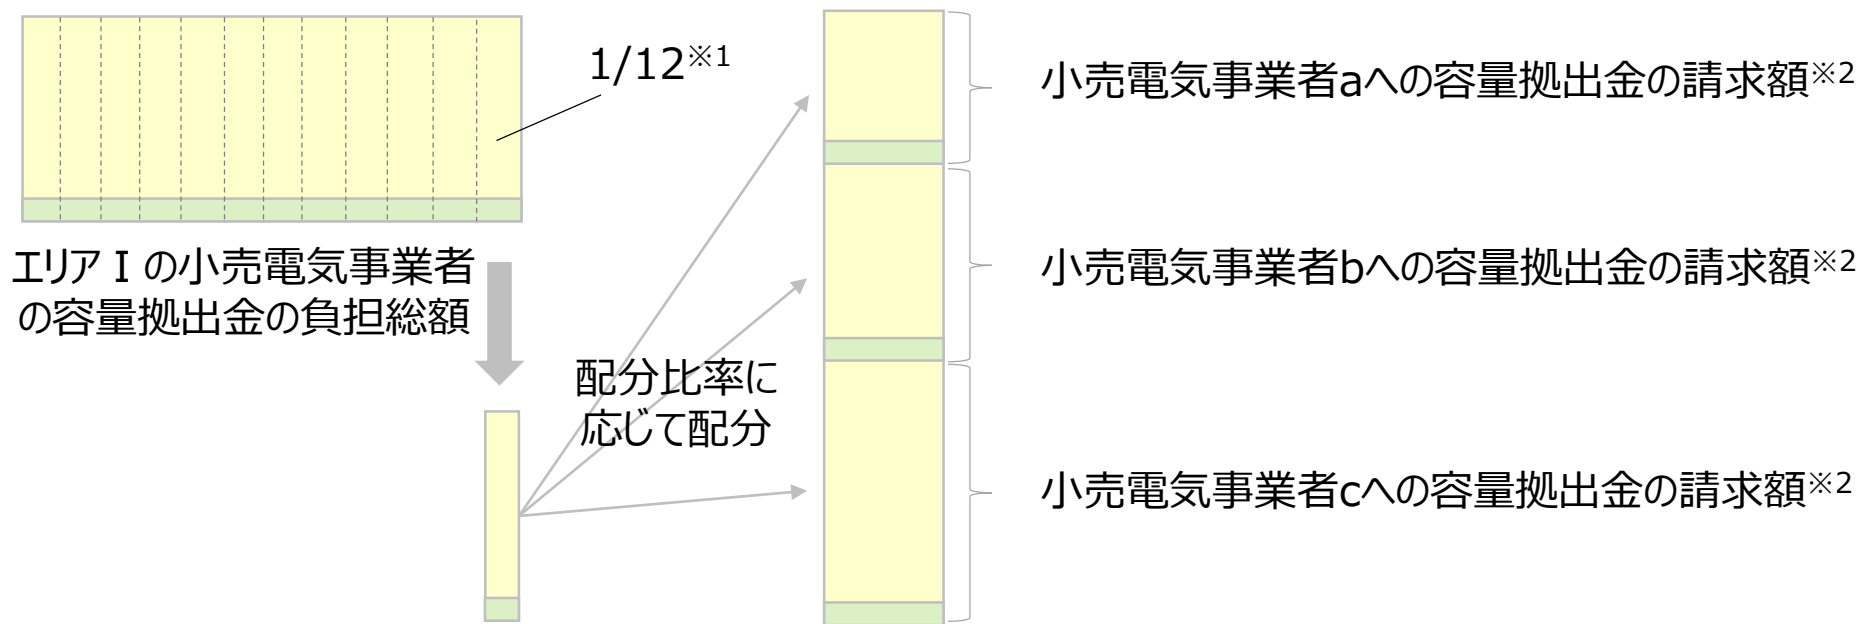 1/12※1
小売電気事業者aへの容量拠出金の請求額※2
エリアⅠの小売電気事業者
の容量拠出金の負担総額
小売電気事業者bへの容量拠出金の請求額※2
配分比率に
応じて配分
小売電気事業者cへの容量拠出金の請求額※2